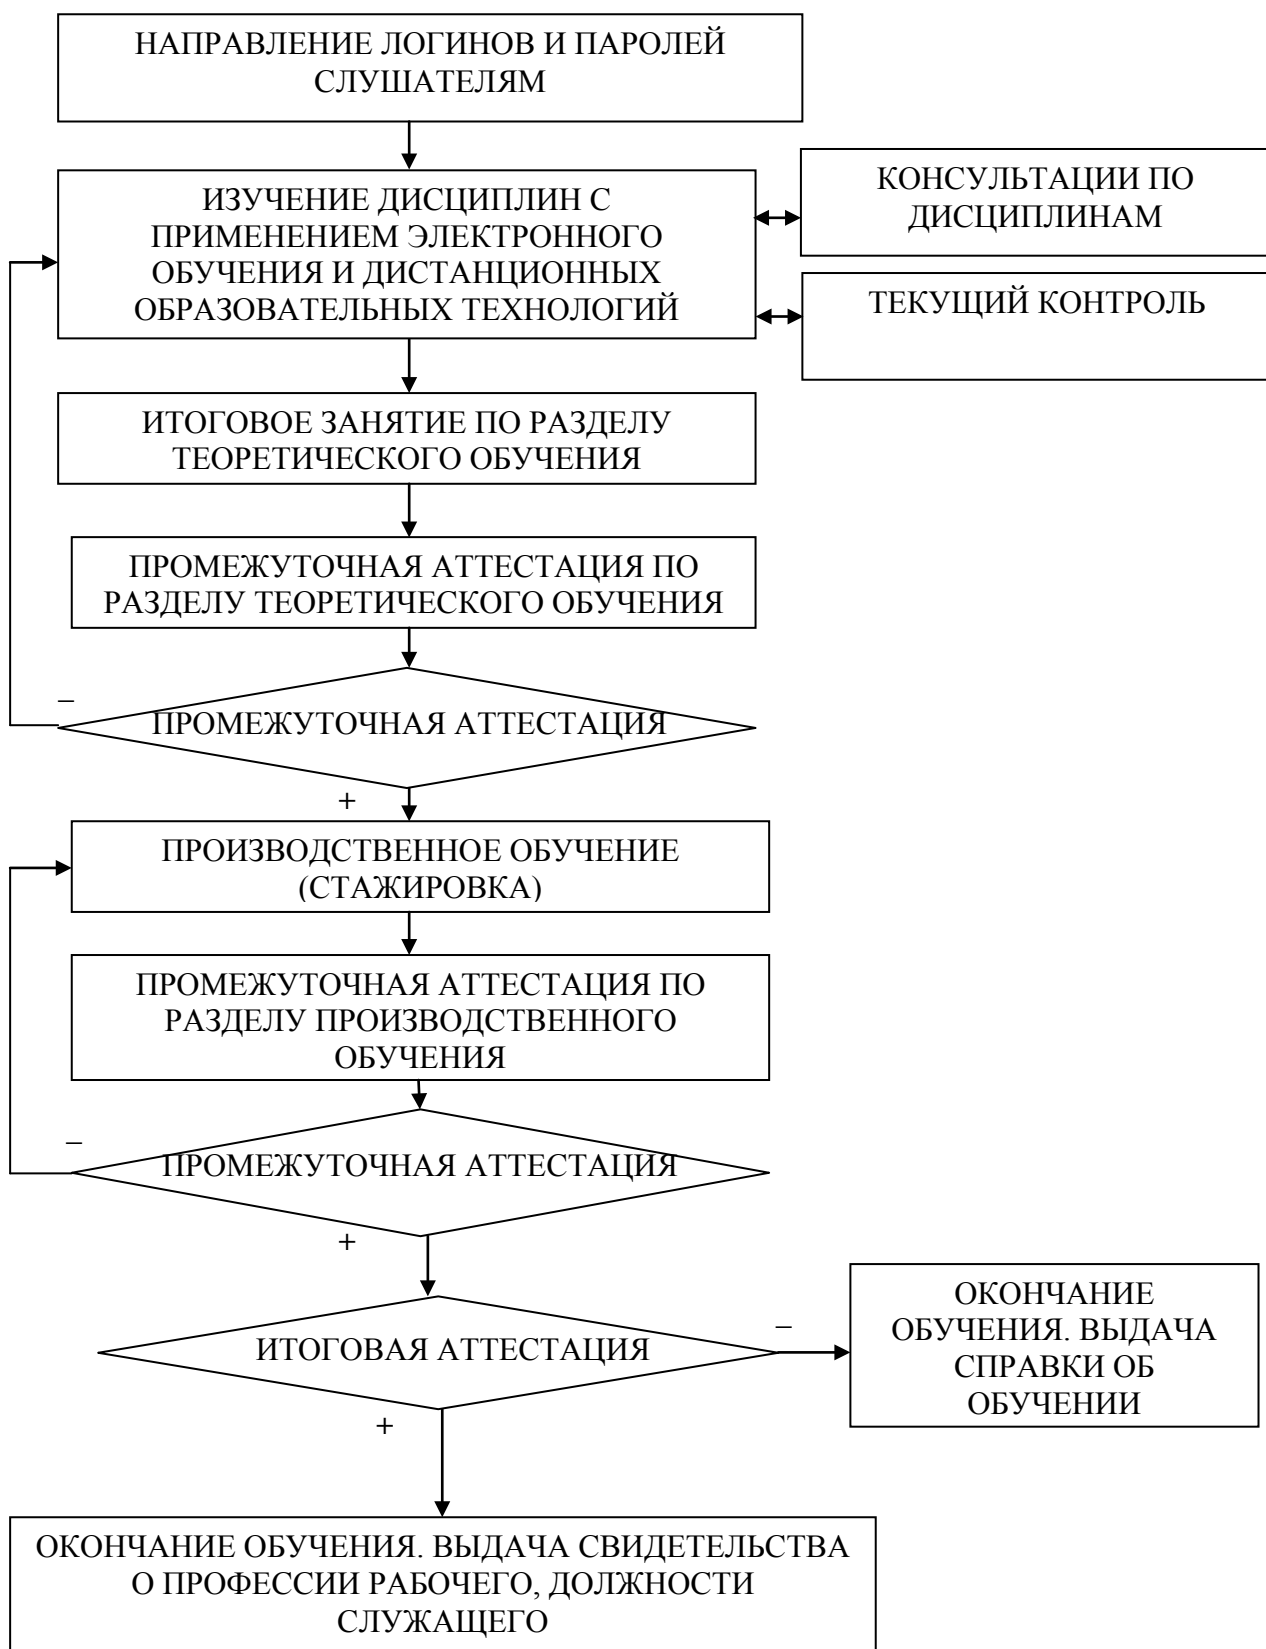 НАПРАВЛЕНИЕ ЛОГИНОВ И ПАРОЛЕЙ
СЛУШАТЕЛЯМ
ИЗУЧЕНИЕ ДИСЦИПЛИН С
ПРИМЕНЕНИЕМ ЭЛЕКТРОННОГО
ОБУЧЕНИЯ И ДИСТАНЦИОННЫХ
ОБРАЗОВАТЕЛЬНЫХ ТЕХНОЛОГИЙ
КОНСУЛЬТАЦИИ ПО
ДИСЦИПЛИНАМ
ТЕКУЩИЙ КОНТРОЛЬ
ИТОГОВОЕ ЗАНЯТИЕ ПО РАЗДЕЛУ
ТЕОРЕТИЧЕСКОГО ОБУЧЕНИЯ
ПРОМЕЖУТОЧНАЯ АТТЕСТАЦИЯ ПО
РАЗДЕЛУ ТЕОРЕТИЧЕСКОГО ОБУЧЕНИЯ
–
ПРОМЕЖУТОЧНАЯ АТТЕСТАЦИЯ
+
ПРОИЗВОДСТВЕННОЕ ОБУЧЕНИЕ
(СТАЖИРОВКА)
ПРОМЕЖУТОЧНАЯ АТТЕСТАЦИЯ ПО
РАЗДЕЛУ ПРОИЗВОДСТВЕННОГО
ОБУЧЕНИЯ
–
ПРОМЕЖУТОЧНАЯ АТТЕСТАЦИЯ
+
ИТОГОВАЯ АТТЕСТАЦИЯ
–
ОКОНЧАНИЕ
ОБУЧЕНИЯ. ВЫДАЧА
СПРАВКИ ОБ
ОБУЧЕНИИ
+
ОКОНЧАНИЕ ОБУЧЕНИЯ. ВЫДАЧА СВИДЕТЕЛЬСТВА
О ПРОФЕССИИ РАБОЧЕГО, ДОЛЖНОСТИ
СЛУЖАЩЕГО